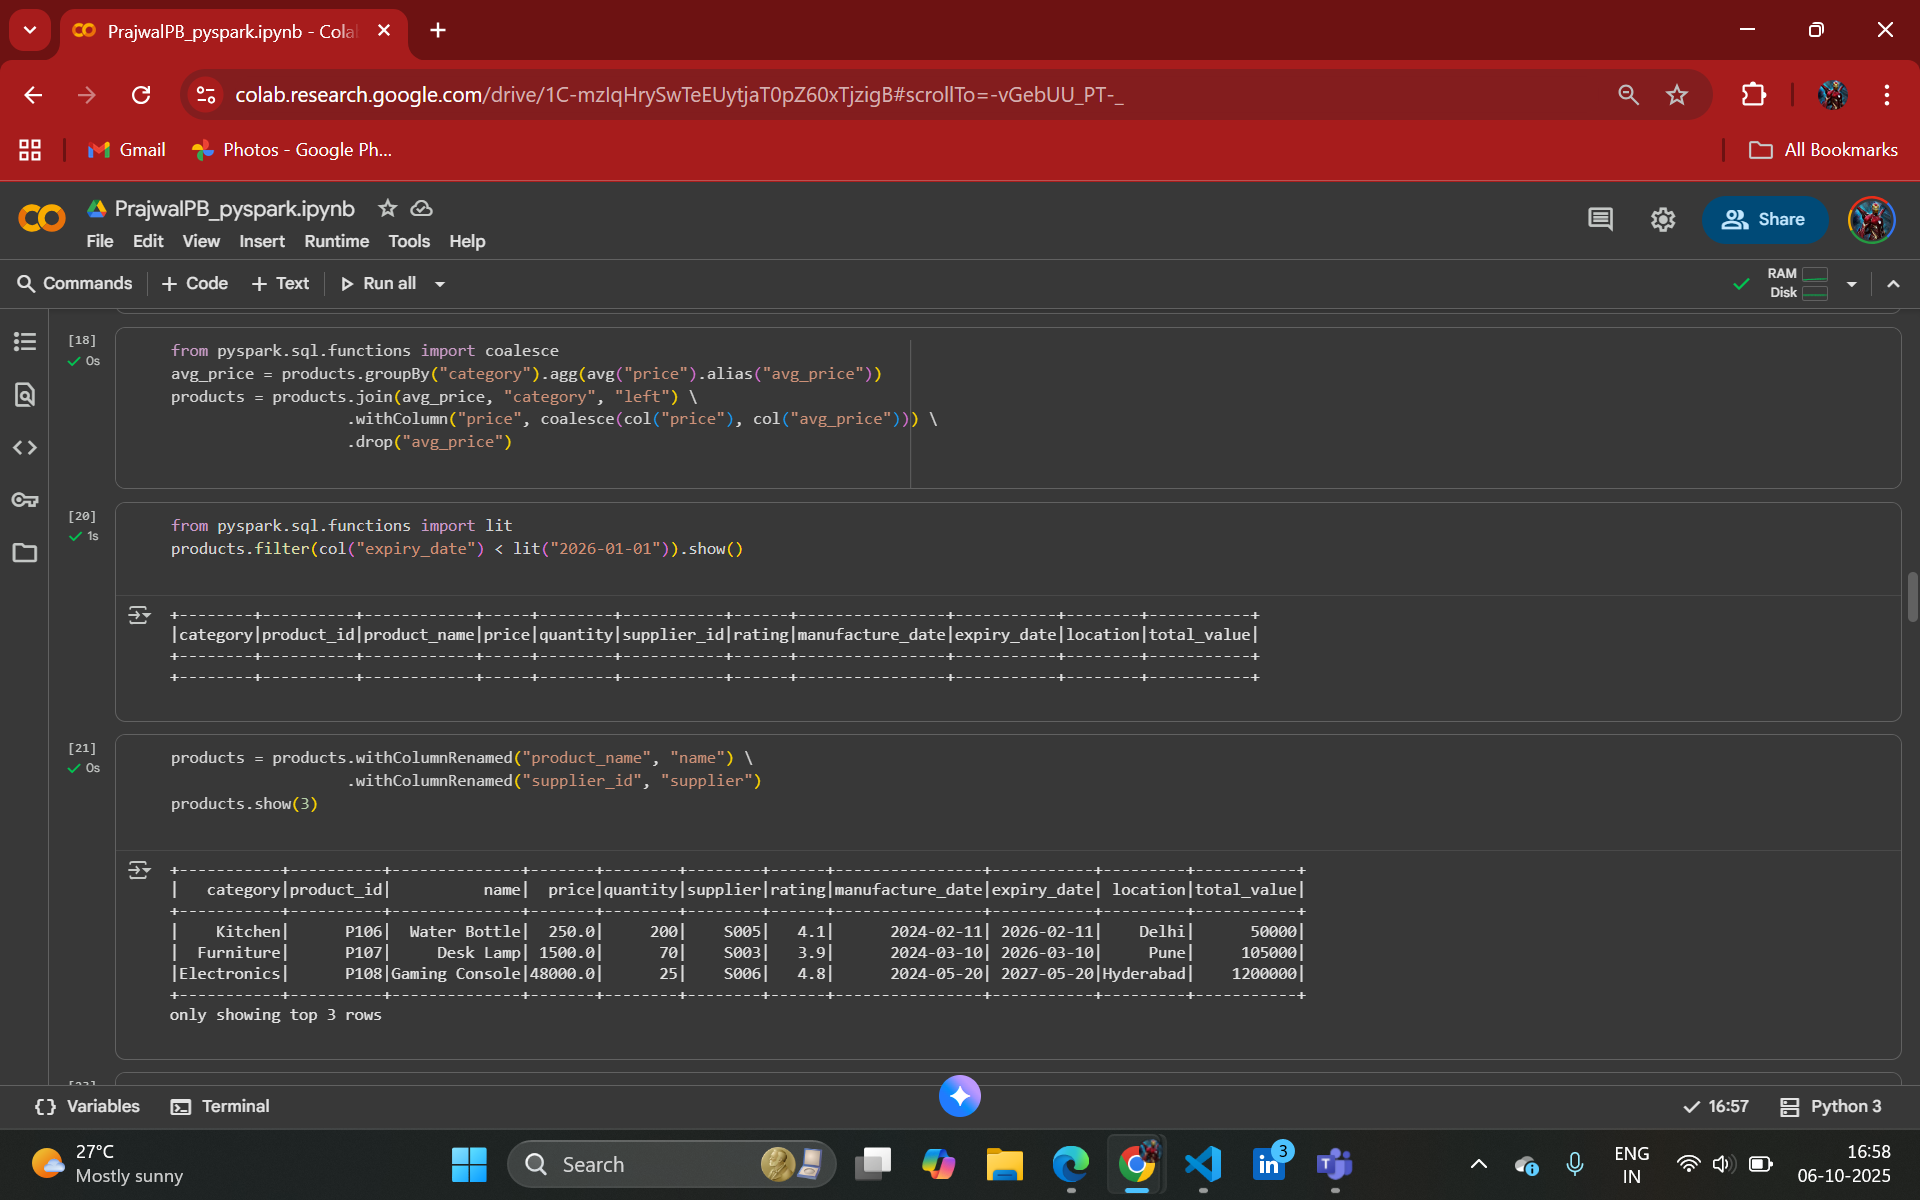 PrajwalPB_pyspark.ipynb - Cola
colab.research.google.com/drive/1C-mzIqHrySwTeEUytjaT0pZ60xTjzigB#scrollTo=-vGebUU_PT-_
Gmail
Photos - Google Ph...
All Bookmarks
PrajwalPB_pyspark.ipynb
File Edit View Insert Runtime Tools Help
Share
Commands + Code + Text Run all
RAM
Disk
[18]
0s
from pyspark.sql.functions import coalesce
avg_price = products.groupBy("category").agg(avg("price").alias("avg_price"))
products = products.join(avg_price, "category", "left") \
.withColumn("price", coalesce(col("price"), col("avg_price"))) \
.drop("avg_price")
[20]
1s
from pyspark.sql.functions import lit
products.filter(col("expiry_date") < lit("2026-01-01")).show()
+--------+----------+------------+-----+--------+-----------+------+----------------+-----------+--------+-----------+
|category|product_id|product_name|price|quantity|supplier_id|rating|manufacture_date|expiry_date|location|total_value|
+--------+----------+------------+-----+--------+-----------+------+----------------+-----------+--------+-----------+
+--------+----------+------------+-----+--------+-----------+------+----------------+-----------+--------+-----------+
[21]
0s
products = products.withColumnRenamed("product_name", "name") \
.withColumnRenamed("supplier_id", "supplier")
products.show(3)
+-----------+----------+--------------+-------+--------+--------+------+----------------+-----------+---------+-----------+
|   category|product_id|          name|  price|quantity|supplier|rating|manufacture_date|expiry_date| location|total_value|
+-----------+----------+--------------+-------+--------+--------+------+----------------+-----------+---------+-----------+
|    Kitchen|      P106|  Water Bottle|  250.0|     200|    S005|   4.1|      2024-02-11| 2026-02-11|    Delhi|      50000|
|  Furniture|      P107|     Desk Lamp| 1500.0|      70|    S003|   3.9|      2024-03-10| 2026-03-10|     Pune|     105000|
|Electronics|      P108|Gaming Console|48000.0|      25|    S006|   4.8|      2024-05-20| 2027-05-20|Hyderabad|    1200000|
+-----------+----------+--------------+-------+--------+--------+------+----------------+-----------+---------+-----------+
only showing top 3 rows
Variables
Terminal
16:57
Python 3
27°C
Mostly sunny
Search
3
ENG
IN
16:58
06-10-2025